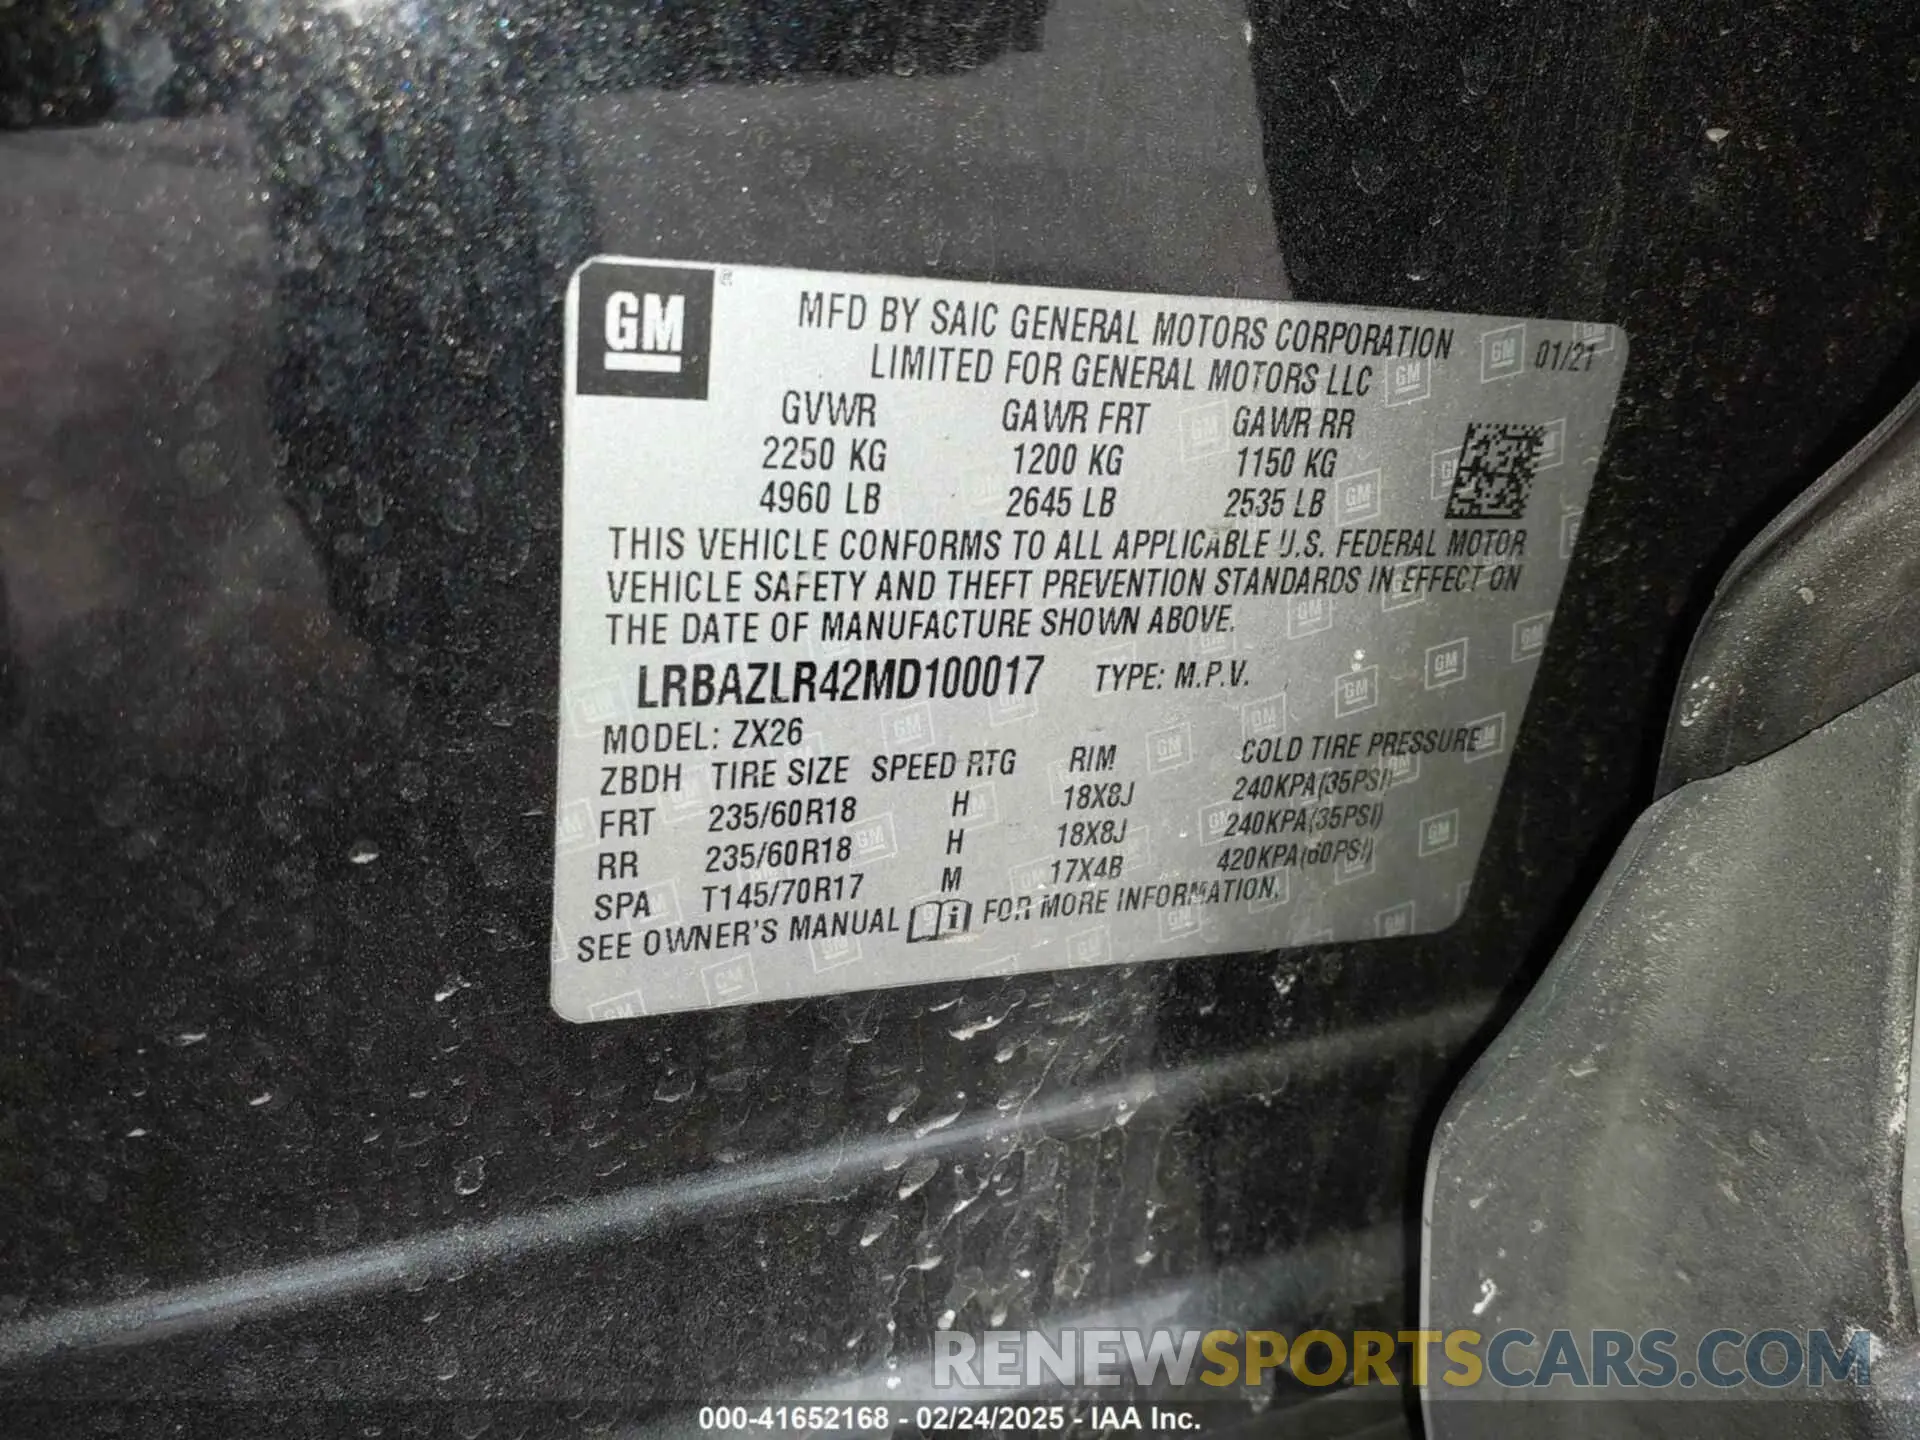 GM ®
MFD BY SAIC GENERAL MOTORS CORPORATION
LIMITED FOR GENERAL MOTORS LLC
01/21
GVWR GAWR FRT GAWR RR
2250 KG 1200 KG 1150 KG
4960 LB 2645 LB 2535 LB
THIS VEHICLE CONFORMS TO ALL APPLICABLE U.S. FEDERAL MOTOR
VEHICLE SAFETY AND THEFT PREVENTION STANDARDS IN EFFECT ON
THE DATE OF MANUFACTURE SHOWN ABOVE.
LRBAZLR42MD100017 TYPE: M.P.V.
MODEL: ZX26
ZBDH TIRE SIZE SPEED RTG RIM COLD TIRE PRESSURE
FRT 235/60R18 H 18X8J 240KPA(35PSI)
RR 235/60R18 H 18X8J 240KPA(35PSI)
SPA T145/70R17 M 17X4B 420KPA(60PSI)
SEE OWNER'S MANUAL i FOR MORE INFORMATION.
RENEWSPORTSCARS.COM
000-41652168 - 02/24/2025 - IAA Inc.